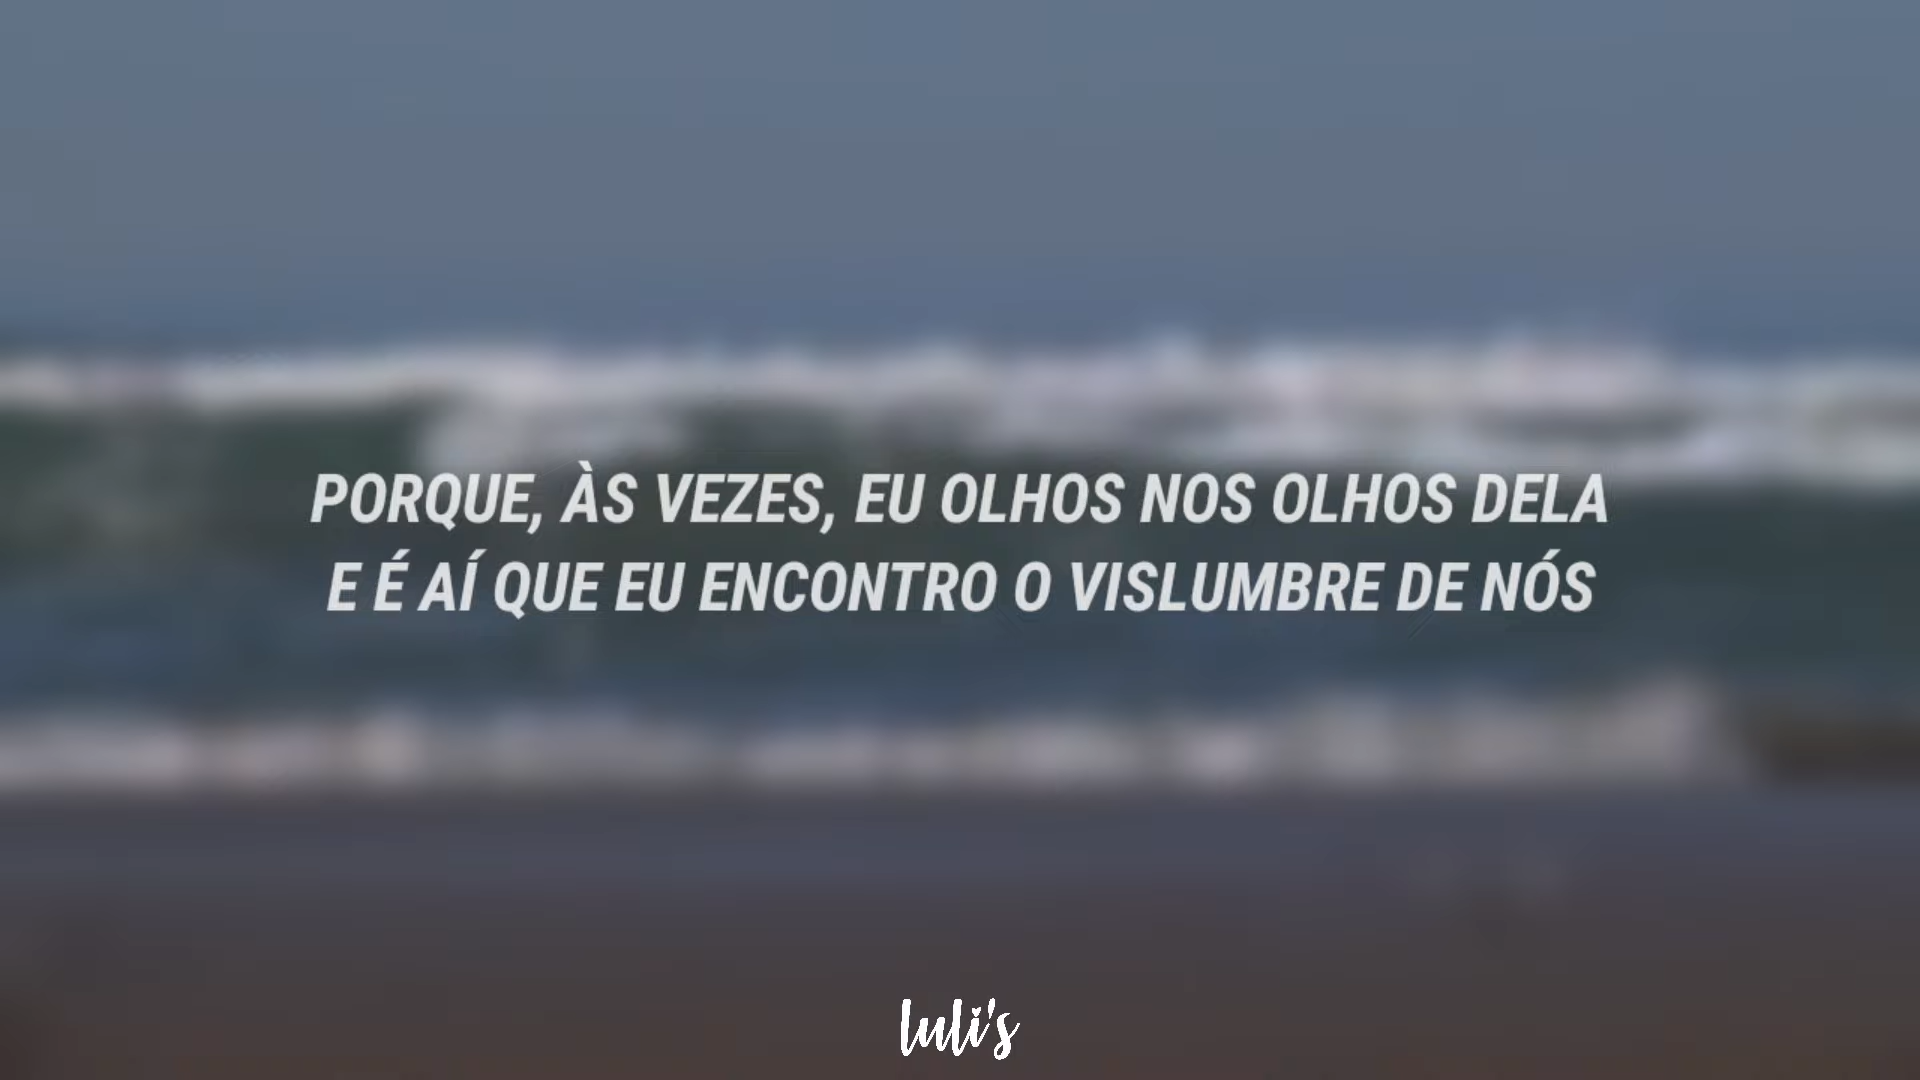 PORQUE, ÀS VEZES, EU OLHOS NOS OLHOS DELA
E É AÍ QUE EU ENCONTRO O VISLUMBRE DE NÓS
luli's